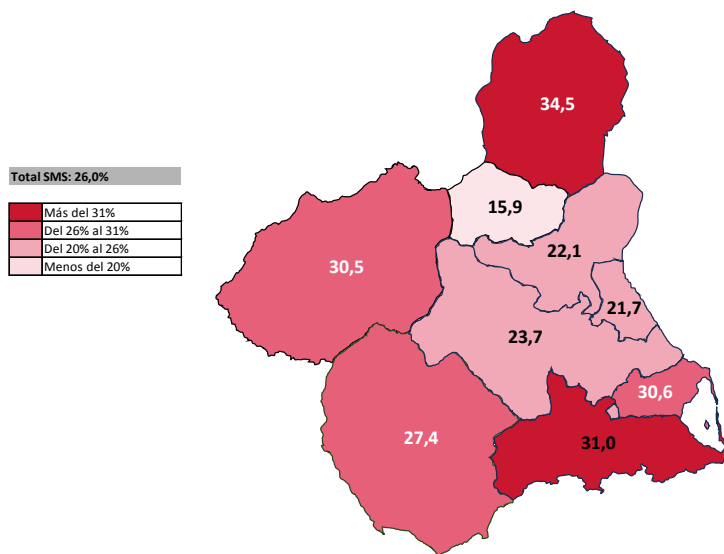 34,5
Total SMS: 26,0%
Más del 31%
Del 26% al 31%
Del 20% al 26%
Menos del 20%
15,9
22,1
30,5
21,7
23,7
30,6
27,4
31,0